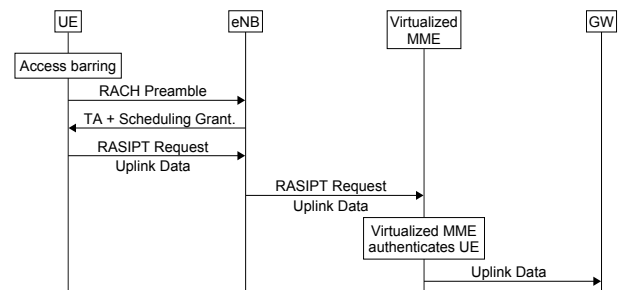 UE
eNB
Virtualized
MME
GW
Access barring
RACH Preamble
TA + Scheduling Grant.
RASIPT Request
Uplink Data
RASIPT Request
Uplink Data
Virtualized MME
authenticates UE
Uplink Data